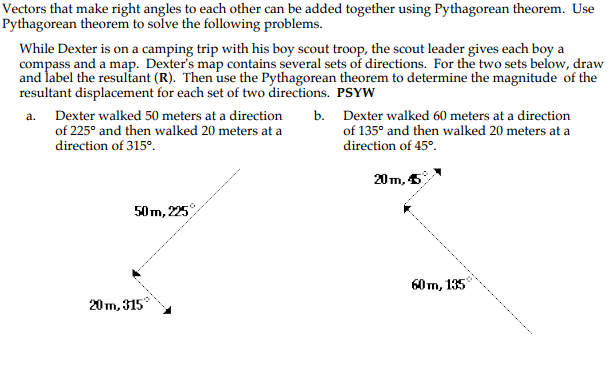 Vectors that make right angles to each other can be added together using Pythagorean theorem. Use
Pythagorean theorem to solve the following problems.
While Dexter is on a camping trip with his boy scout troop, the scout leader gives each boy a
compass and a map. Dexter's map contains several sets of directions. For the two sets below, draw
and label the resultant (R). Then use the Pythagorean theorem to determine the magnitude of the
resultant displacement for each set of two directions. PSYW
a. Dexter walked 50 meters at a direction
of 225° and then walked 20 meters at a
direction of 315°.
b. Dexter walked 60 meters at a direction
of 135° and then walked 20 meters at a
direction of 45°.
50 m, 225°
20 m, 315°
20 m, 45°
60 m, 135°